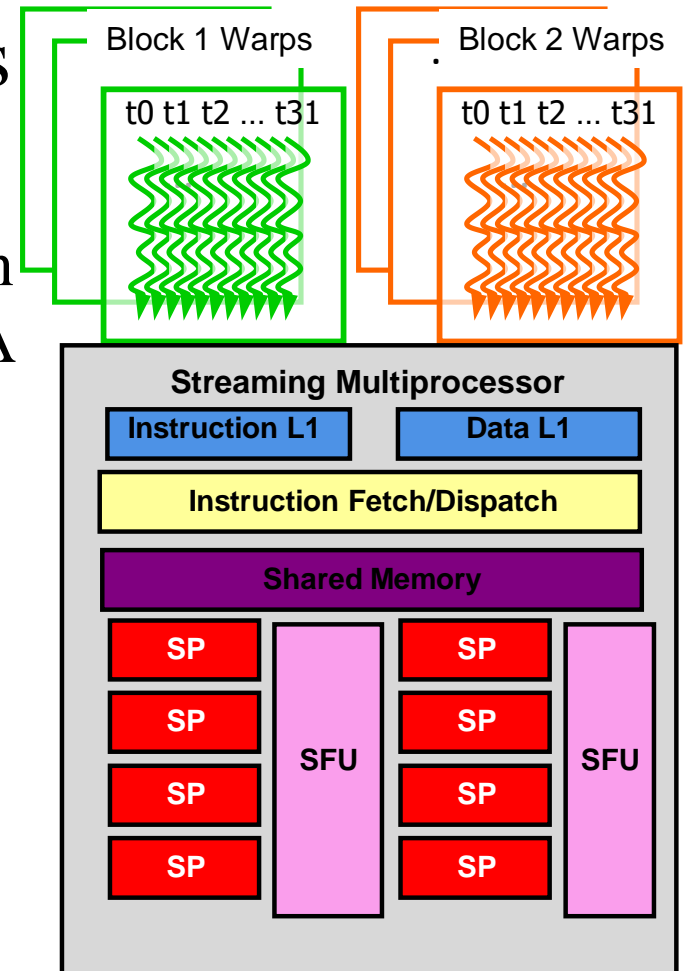 Block 1 Warps Block 2 Warps
t0 t1 t2 … t31 t0 t1 t2 … t31
Streaming Multiprocessor
Instruction L1 Data L1
Instruction Fetch/Dispatch
Shared Memory
SP SP
SP SP
SFU SFU
SP SP
SP SP